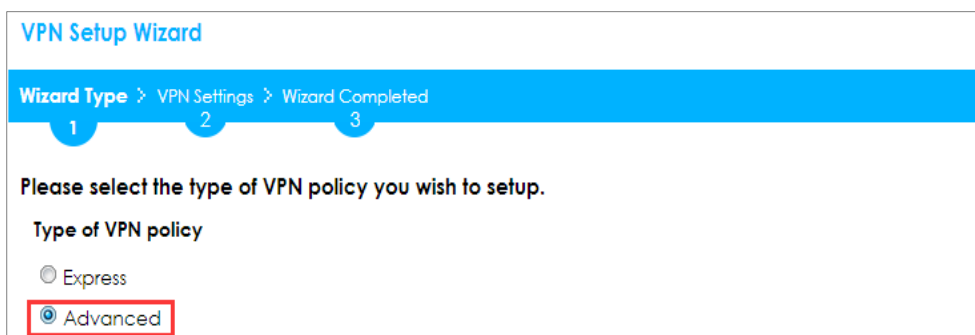 VPN Setup Wizard
Wizard Type > VPN Settings > Wizard Completed
1 2 3
Please select the type of VPN policy you wish to setup.
Type of VPN policy
Express
Advanced